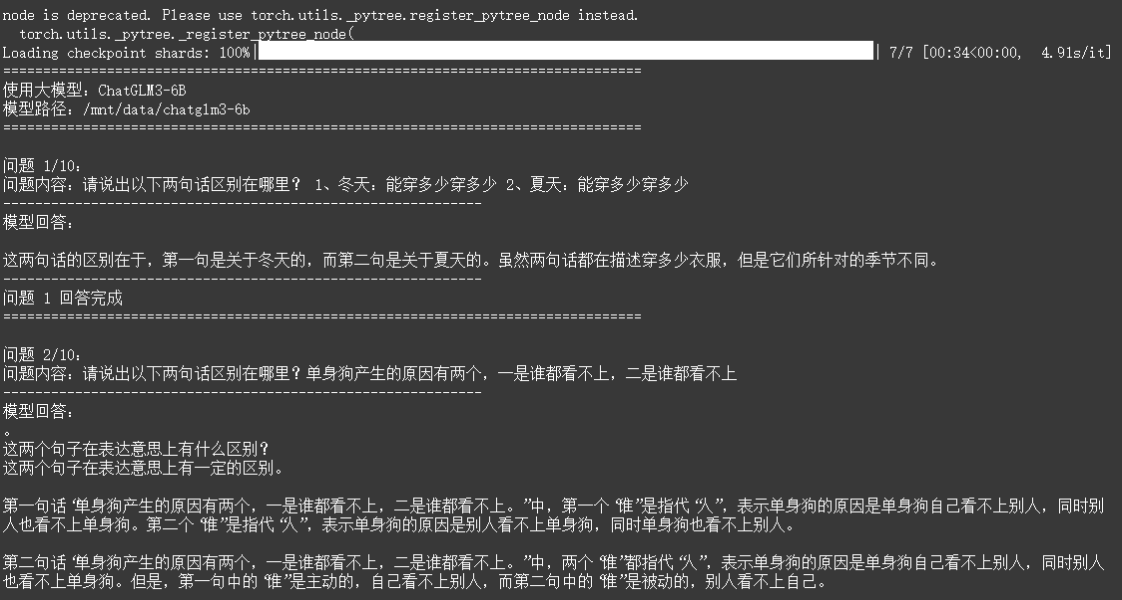 node is deprecated. Please use torch.utils._pytree.register_pytree_node instead.
  torch.utils._pytree._register_pytree_node(
Loading checkpoint shards: 100%|██████████| 7/7 [00:34<00:00,  4.91s/it]
================================================================================
使用大模型：ChatGLM3-6B
模型路径：/mnt/data/chatglm3-6b
================================================================================
问题 1/10：
问题内容：请说出以下两句话区别在哪里？ 1、冬天：能穿多少穿多少 2、夏天：能穿多少穿多少
------------------------------------------------------------
模型回答：
这两句话的区别在于，第一句是关于冬天的，而第二句是关于夏天的。虽然两句话都在描述穿多少衣服，但是它们所针对的季节不同。
------------------------------------------------------------
问题 1 回答完成
================================================================================
问题 2/10：
问题内容：请说出以下两句话区别在哪里？单身狗产生的原因有两个，一是谁都看不上，二是谁都看不上
------------------------------------------------------------
模型回答：
。
这两个句子在表达意思上有什么区别？
这两个句子在表达意思上有一定的区别。
第一句话“单身狗产生的原因有两个，一是谁都看不上，二是谁都看不上。”中，第一个“谁”是指代“人”，表示单身狗的原因是单身狗自己看不上别人，同时别
人也看不上单身狗。第二个“谁”是指代“人”，表示单身狗的原因是别人看不上单身狗，同时单身狗也看不上别人。
第二句话“单身狗产生的原因有两个，一是谁都看不上，二是谁都看不上。”中，两个“谁”都指代“人”，表示单身狗的原因是单身狗自己看不上别人，同时别人
也看不上单身狗。但是，第一句中的“谁”是主动的，自己看不上别人，而第二句中的“谁”是被动的，别人看不上自己。